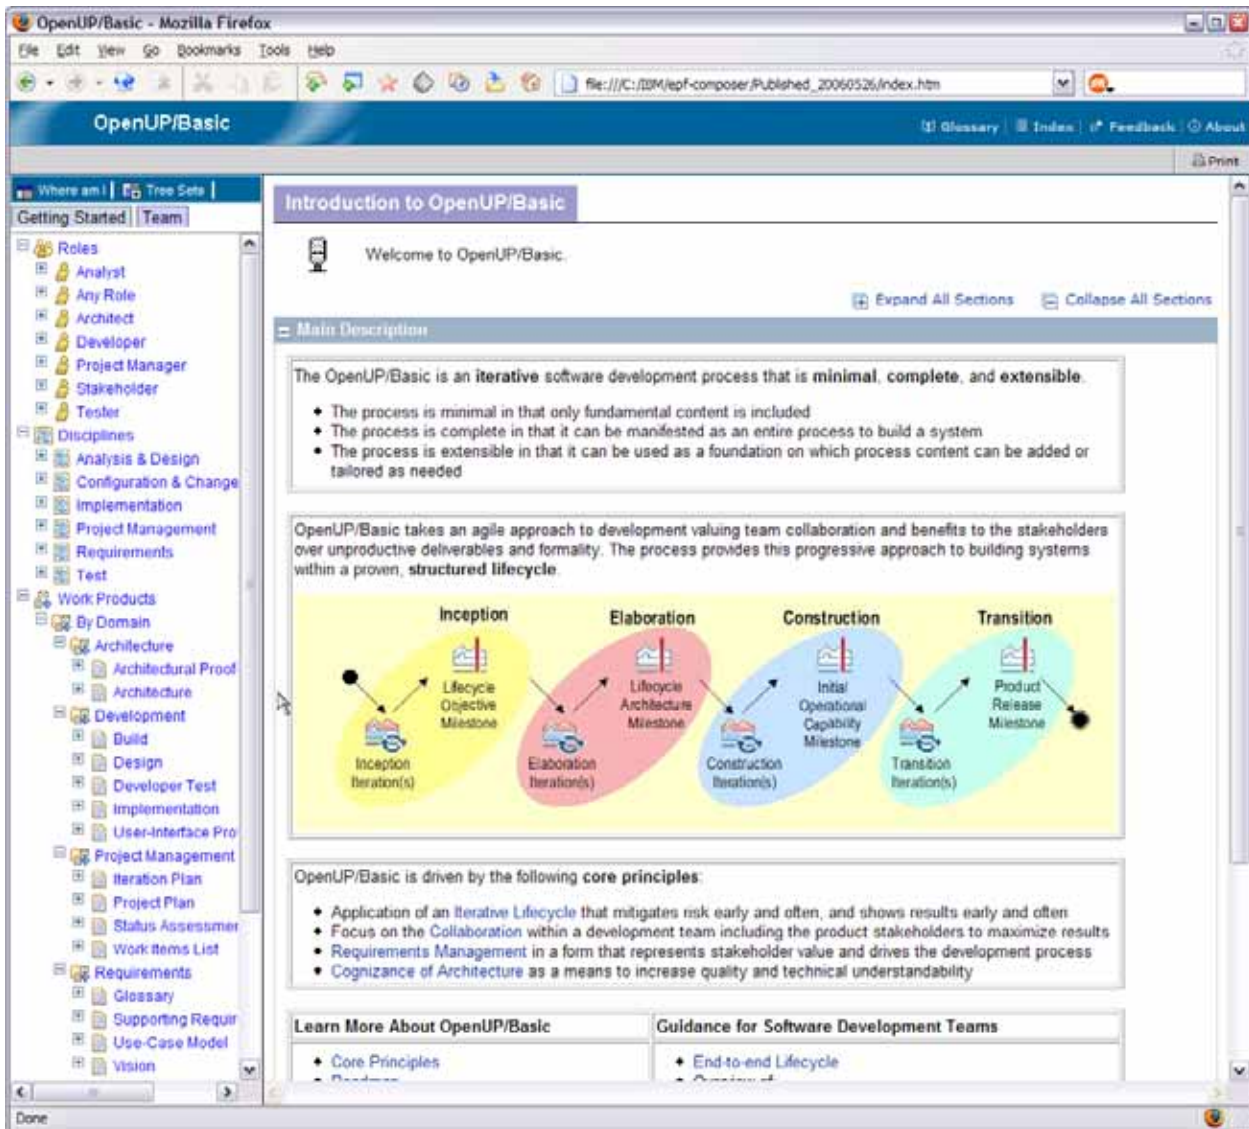 OpenUP/Basic - Mozilla Firefox
File Edit View Go Bookmarks Tools Help
file:///C:/IBM/epf-composer/Published_20060526/index.htm
OpenUP/Basic
Glossary Index Feedback About
Print
Where am I Tree Sets
Getting Started Team
Roles
Analyst
Any Role
Architect
Developer
Project Manager
Stakeholder
Tester
Disciplines
Analysis & Design
Configuration & Change
Implementation
Project Management
Requirements
Test
Work Products
By Domain
Architecture
Architectural Proof
Architecture
Development
Build
Design
Developer Test
Implementation
User-Interface Pro
Project Management
Iteration Plan
Project Plan
Status Assessmer
Work Items List
Requirements
Glossary
Supporting Requir
Use-Case Model
Vision
Introduction to OpenUP/Basic
Welcome to OpenUP/Basic.
Expand All Sections Collapse All Sections
Main Description
The OpenUP/Basic is an iterative software development process that is minimal, complete, and extensible.
The process is minimal in that only fundamental content is included
The process is complete in that it can be manifested as an entire process to build a system
The process is extensible in that it can be used as a foundation on which process content can be added or
tailored as needed
OpenUP/Basic takes an agile approach to development valuing team collaboration and benefits to the stakeholders
over unproductive deliverables and formality. The process provides this progressive approach to building systems
within a proven, structured lifecycle.
Inception Elaboration Construction Transition
Lifecycle
Objective
Milestone
Lifecycle
Architecture
Milestone
Initial
Operational
Capability
Milestone
Product
Release
Milestone
Inception
Iteration(s)
Elaboration
Iteration(s)
Construction
Iteration(s)
Transition
Iteration(s)
OpenUP/Basic is driven by the following core principles:
Application of an Iterative Lifecycle that mitigates risk early and often, and shows results early and often
Focus on the Collaboration within a development team including the product stakeholders to maximize results
Requirements Management in a form that represents stakeholder value and drives the development process
Cognizance of Architecture as a means to increase quality and technical understandability
Learn More About OpenUP/Basic
Core Principles
Roadmap
Guidance for Software Development Teams
End-to-end Lifecycle
Overview of:
Done